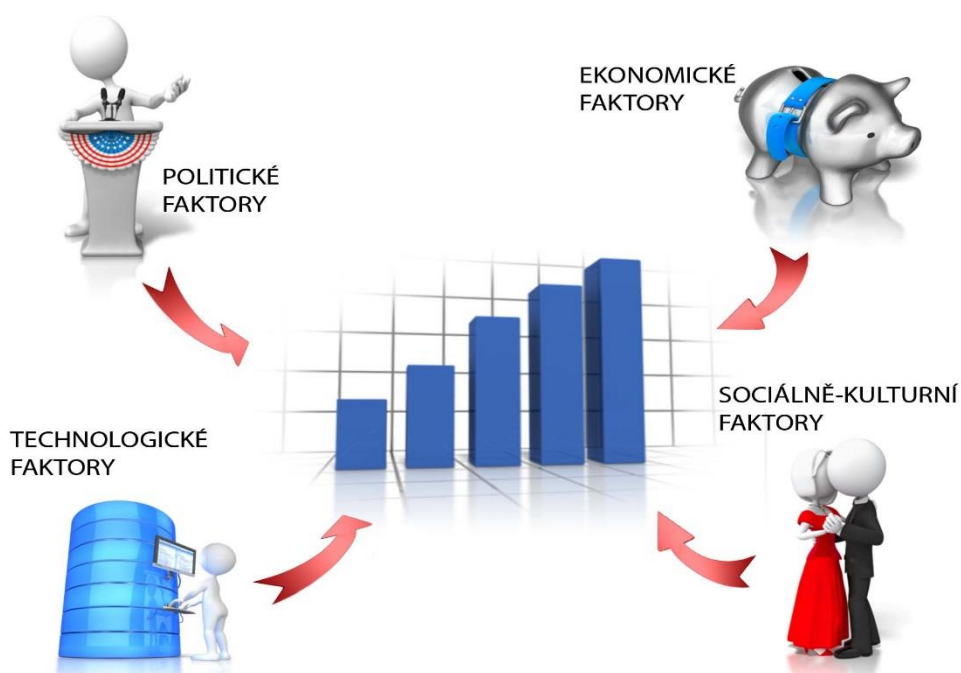 POLITICKÉ
FAKTORY
EKONOMICKÉ
FAKTORY
TECHNOLOGICKÉ
FAKTORY
SOCIÁLNĚ-KULTURNÍ
FAKTORY